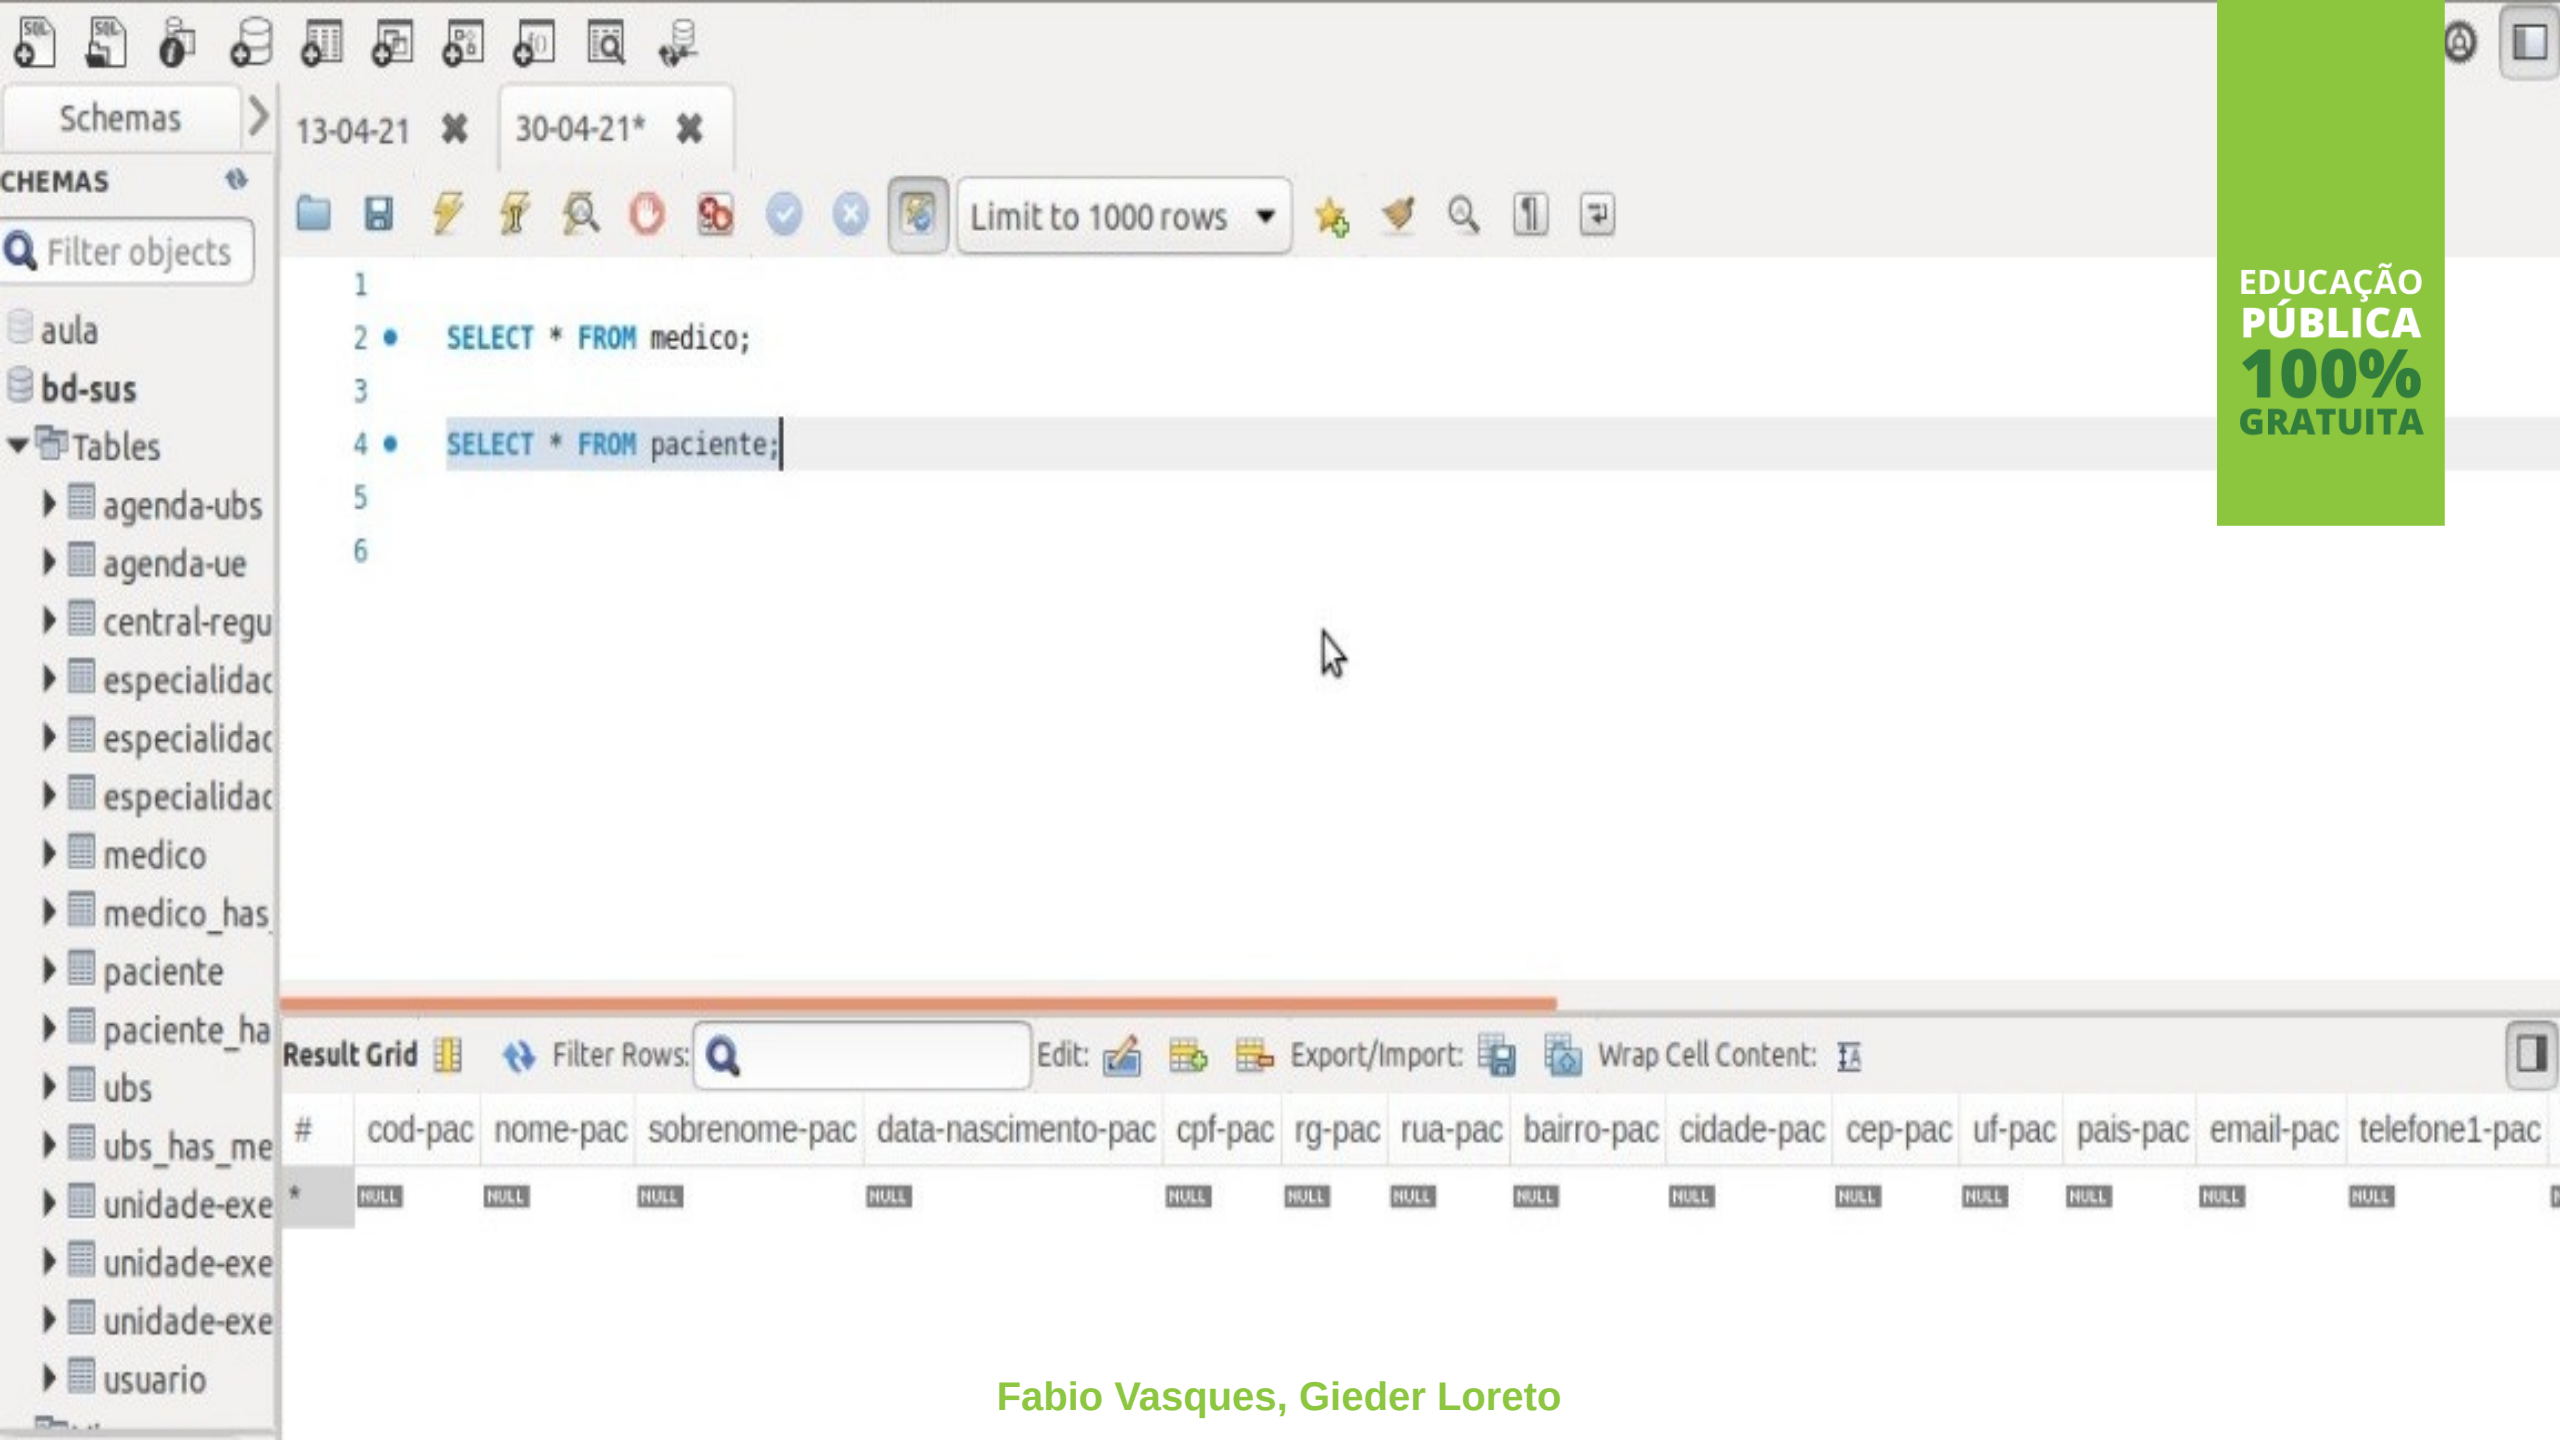 Schemas
13-04-21
30-04-21*
CHEMAS
Limit to 1000 rows
Filter objects
EDUCAÇÃO
PÚBLICA
100%
GRATUITA
1
2 SELECT * FROM medico;
3
4 SELECT * FROM paciente;
5
6
aula
bd-sus
Tables
agenda-ubs
agenda-ue
central-regu
especialidac
especialidac
especialidac
medico
medico_has_
paciente
paciente_ha
ubs
ubs_has_me
unidade-exe
unidade-exe
unidade-exe
usuario
Result Grid Filter Rows: Edit: Export/Import: Wrap Cell Content:
# cod-pac nome-pac sobrenome-pac data-nascimento-pac cpf-pac rg-pac rua-pac bairro-pac cidade-pac cep-pac uf-pac pais-pac email-pac telefone1-pac
* NULL NULL NULL NULL NULL NULL NULL NULL NULL NULL NULL NULL NULL NULL
Fabio Vasques, Gieder Loreto